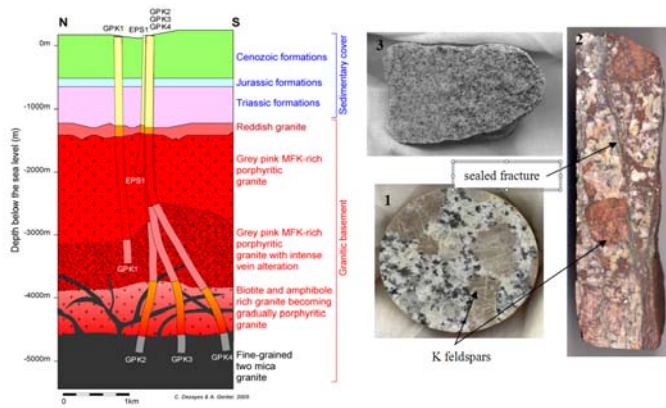 N
S
GPK1
EPS1
GPK2
GPK3
GPK4
0m
-1000m
-2000m
-3000m
-4000m
-5000m
Depth below the sea level (m)
EPS1
GPK1
GPK2
GPK3
GPK4
0
1km
C. Dezayes & A. Genter, 2005
Cenozoic formations
Jurassic formations
Triassic formations
Reddish granite
Grey pink MFK-rich
porphyritic
granite
Grey pink MFK-rich
porphyritic
granite with intense
vein alteration
Biotite and amphibole
rich granite becoming
gradually porphyritic
granite
Fine-grained
two mica
granite
Sedimentary cover
Granitic basement
3
2
sealed fracture
1
K feldspars